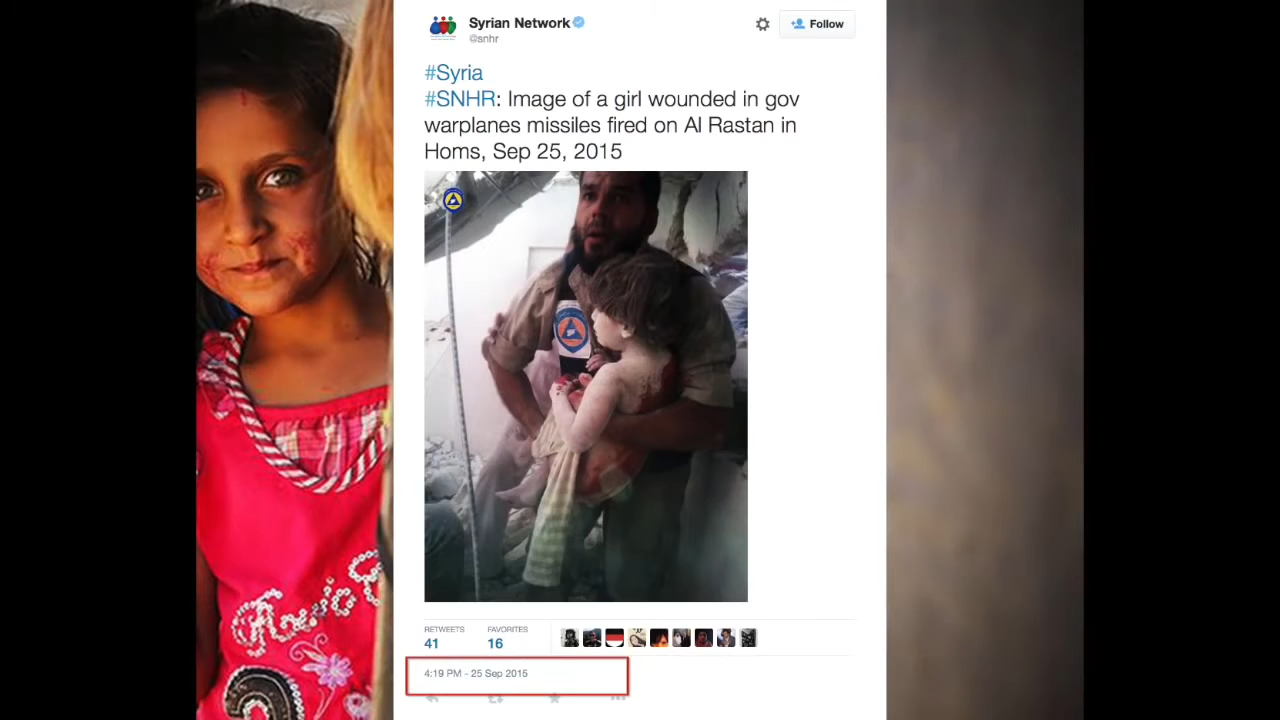 Syrian Network
@snhr
Follow
#Syria
#SNHR: Image of a girl wounded in gov
warplanes missiles fired on Al Rastan in
Homs, Sep 25, 2015
RETWEETS
FAVORITES
41
16
4:19 PM - 25 Sep 2015